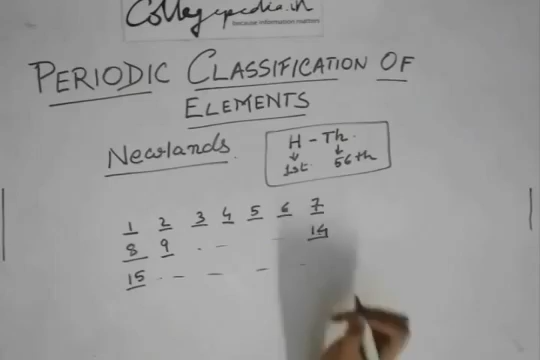 Collegepedia.in
because information matters
PERIODIC CLASSIFICATION OF
ELEMENTS
Newlands.
H - Th.
↓ ↓
1st. 56th
1 2 3 4 5 6 7
8 9 . - - 14
15 - - - - -